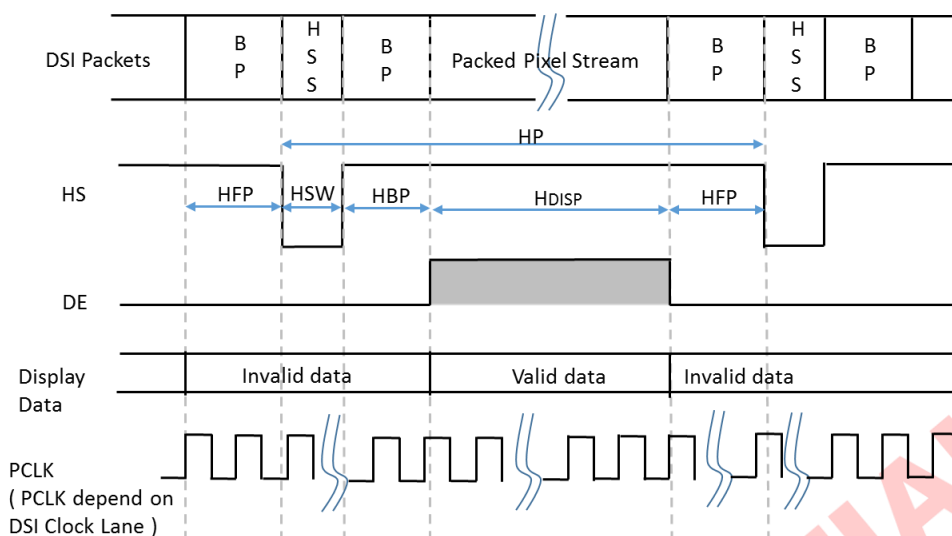 DSI Packets
B P
H S S
B P
Packed Pixel Stream
B P
H S S
B P
HP
HS
HFP
HSW
HBP
HDISP
HFP
DE
Display Data
Invalid data
Valid data
Invalid data
PCLK
( PCLK depend on
DSI Clock Lane )